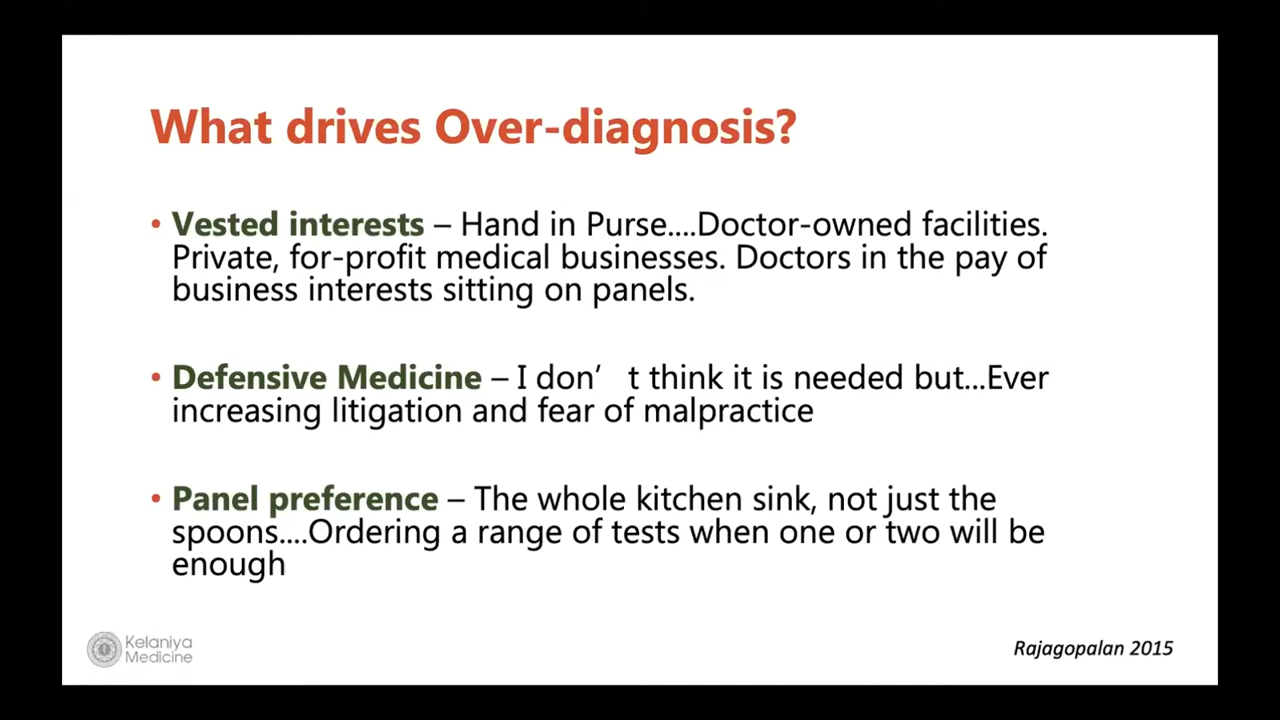 What drives Over-diagnosis?
• Vested interests – Hand in Purse....Doctor-owned facilities.
Private, for-profit medical businesses. Doctors in the pay of
business interests sitting on panels.
• Defensive Medicine – I don’ t think it is needed but...Ever
increasing litigation and fear of malpractice
• Panel preference – The whole kitchen sink, not just the
spoons....Ordering a range of tests when one or two will be
enough
Kelaniya
Medicine
Rajagopalan 2015